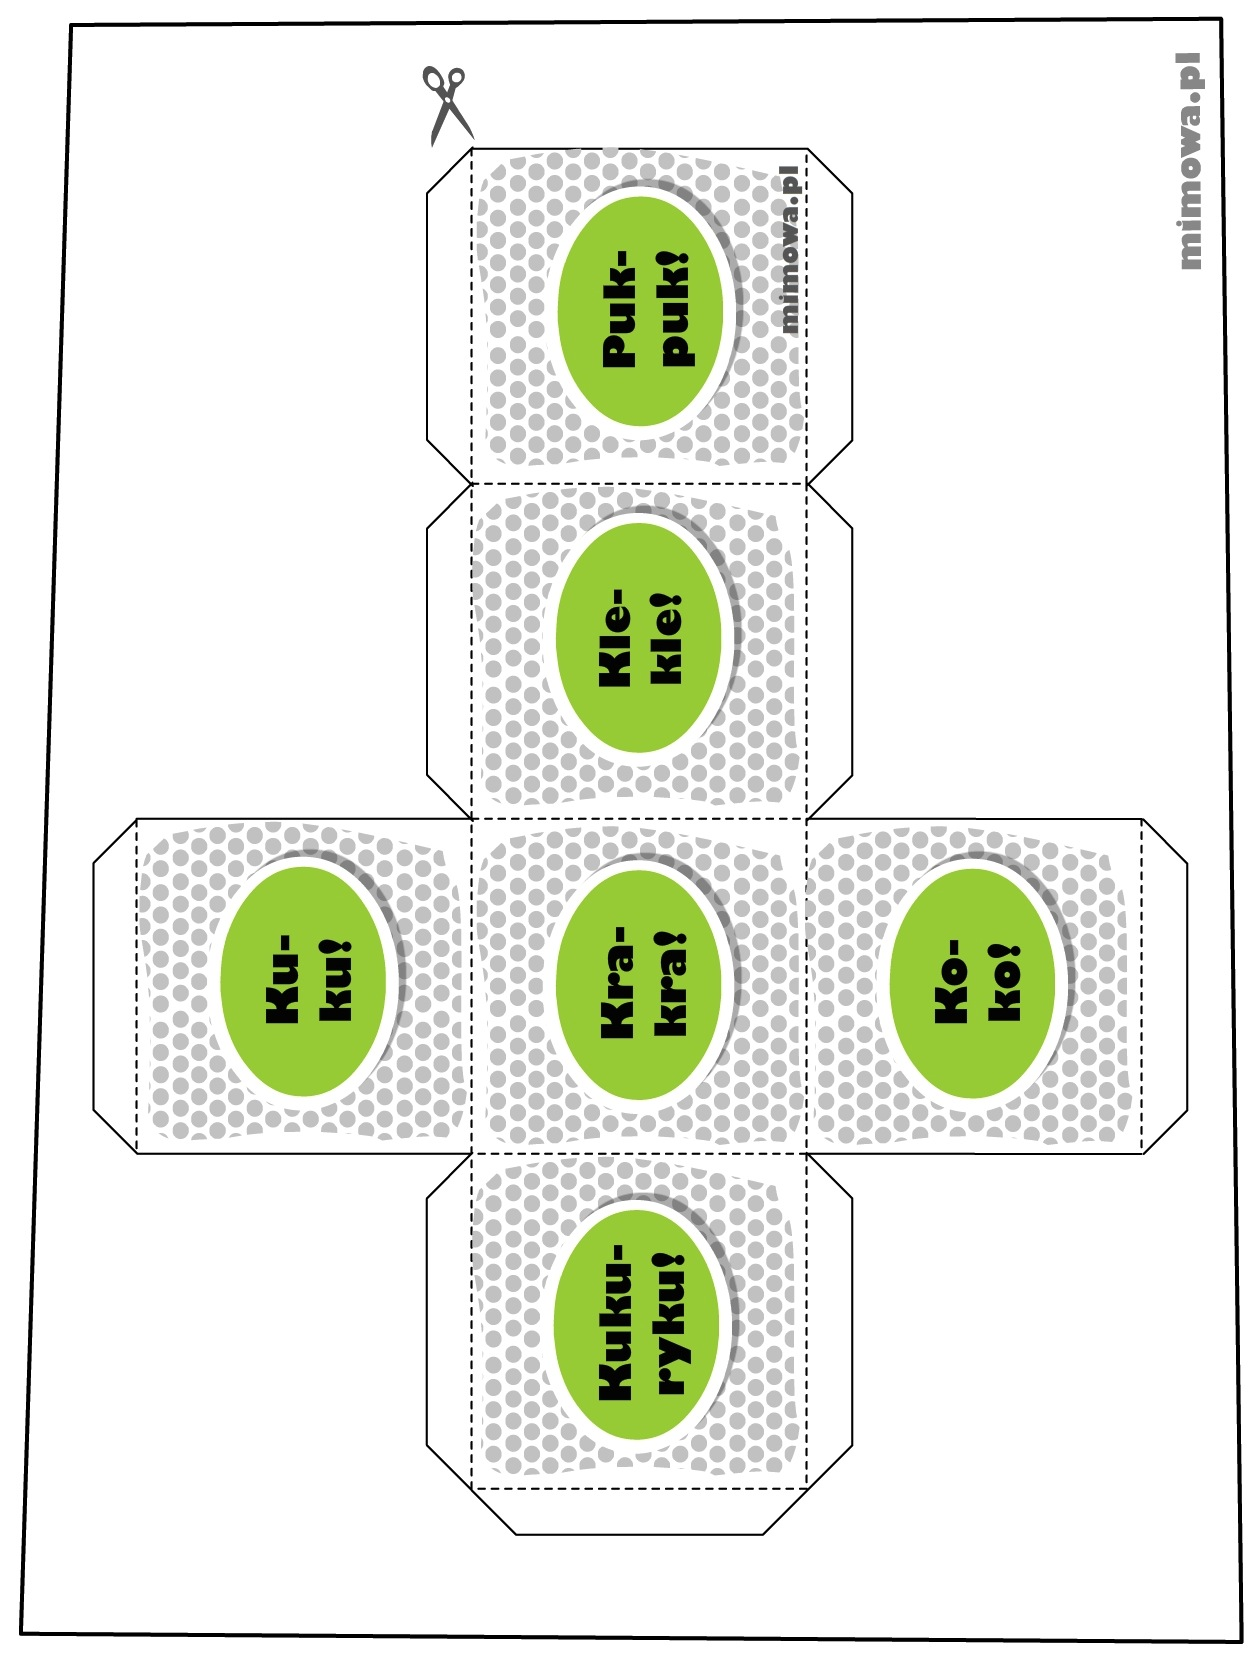 mimowa.pl
mimowa.pl
Puk-
puk!
Kle-
kle!
Ku-
ku!
Kra-
kra!
Ko-
ko!
Kuku-
ryku!